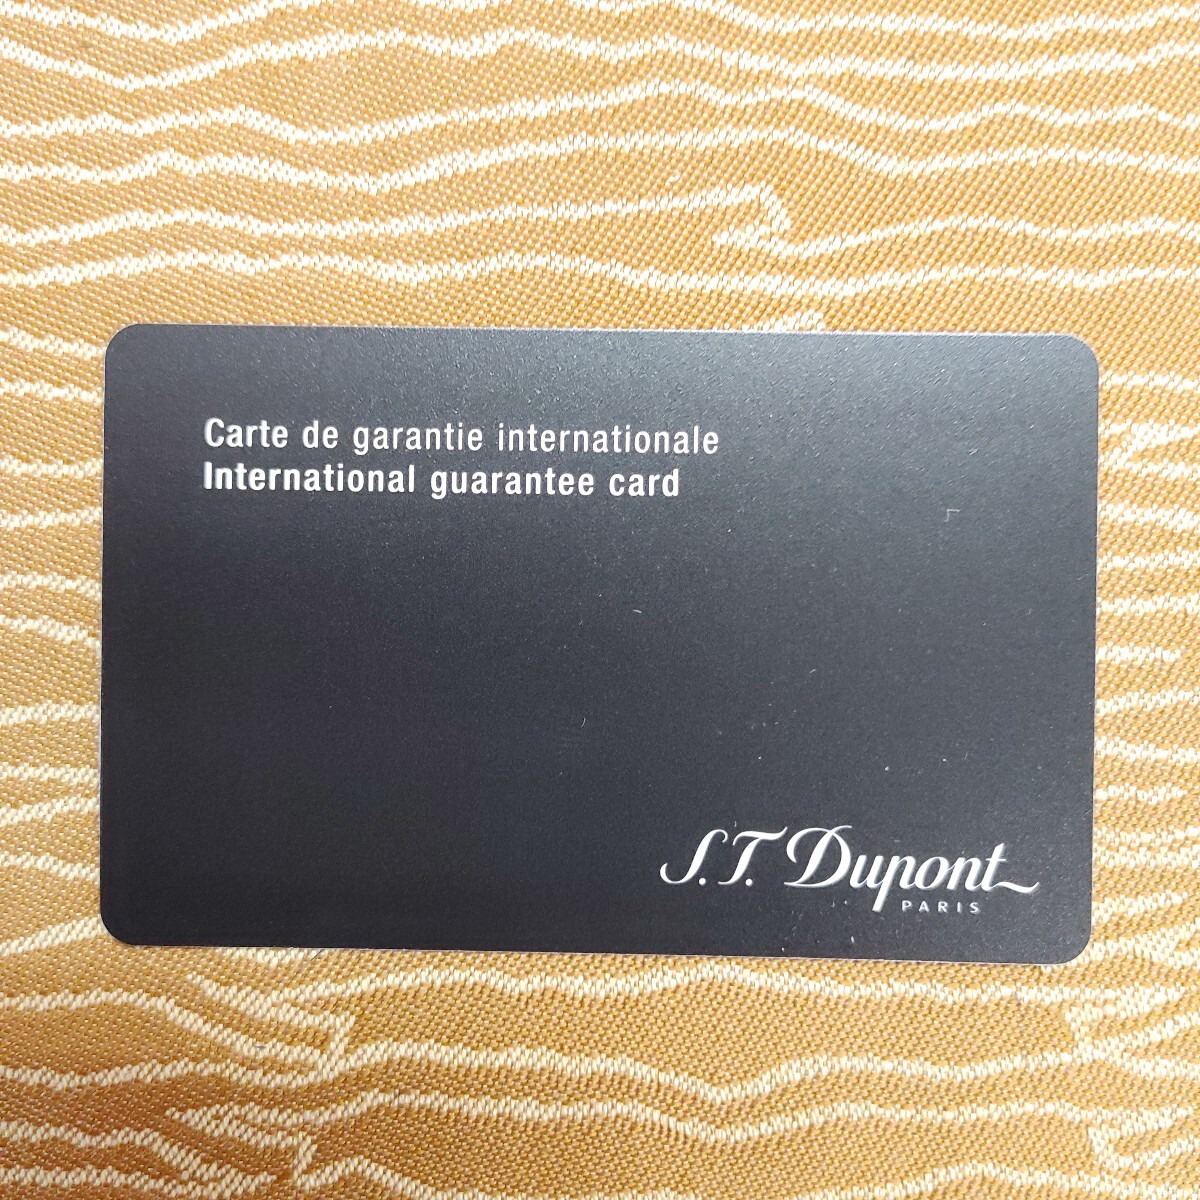 Carte de garantie internationale
International guarantee card
S.T. Dupont
PARIS